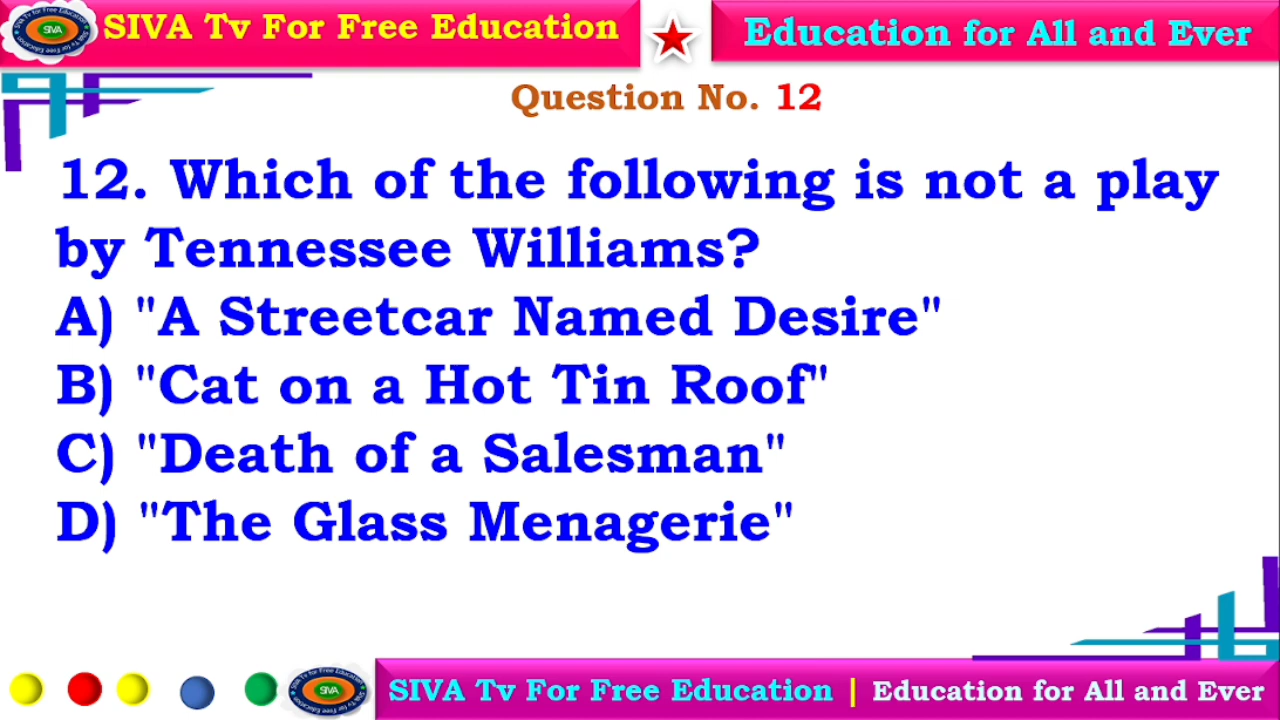 SIVA
SIVA Tv For Free Education
Education for All and Ever
Question No. 12
12. Which of the following is not a play
by Tennessee Williams?
A) "A Streetcar Named Desire"
B) "Cat on a Hot Tin Roof"
C) "Death of a Salesman"
D) "The Glass Menagerie"
SIVA
SIVA Tv For Free Education | Education for All and Ever